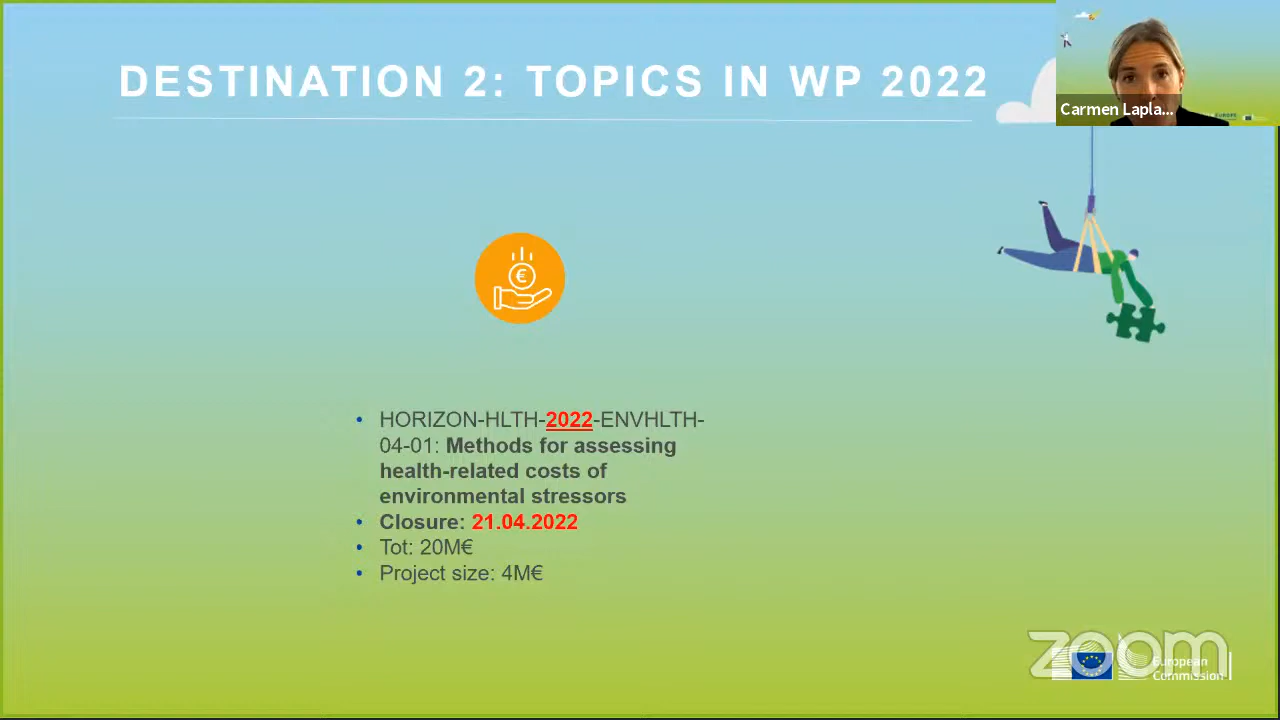 DESTINATION 2: TOPICS IN WP 2022
Carmen Lapla...
€
• HORIZON-HLTH-2022-ENVHLTH-
04-01: Methods for assessing
health-related costs of
environmental stressors
• Closure: 21.04.2022
• Tot: 20M€
• Project size: 4M€
zoom
European
Commission